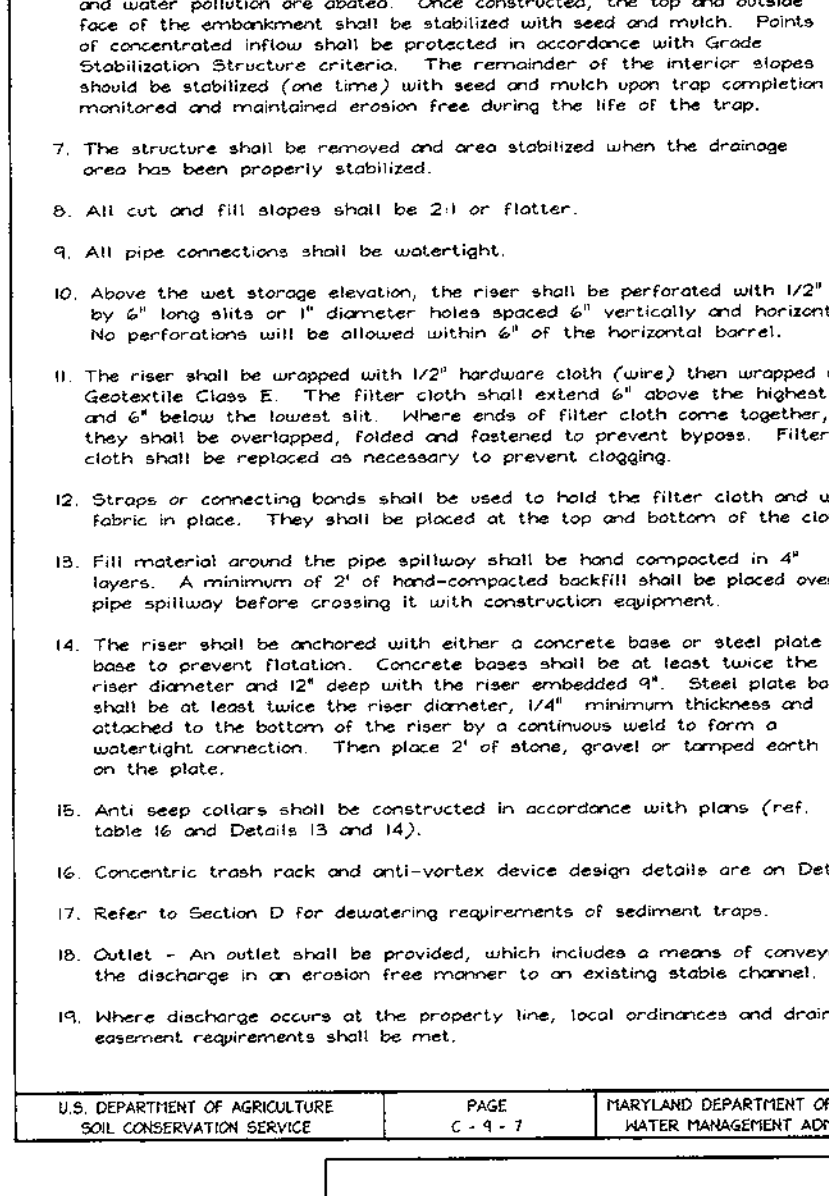 and water pollution are abated. Once constructed, the top and outside
face of the embankment shall be stabilized with seed and mulch. Points
of concentrated inflow shall be protected in accordance with Grade
Stabilization Structure criteria. The remainder of the interior slopes
should be stabilized (one time) with seed and mulch upon trap completion
monitored and maintained erosion free during the life of the trap.
7. The structure shall be removed and area stabilized when the drainage
area has been properly stabilized.
8. All cut and fill slopes shall be 2:1 or flatter.
9. All pipe connections shall be watertight.
10. Above the wet storage elevation, the riser shall be perforated with 1/2"
by 6" long slits or 1" diameter holes spaced 6" vertically and horizont
No perforations will be allowed within 6" of the horizontal barrel.
11. The riser shall be wrapped with 1/2" hardware cloth (wire) then wrapped
Geotextile Class E. The filter cloth shall extend 6" above the highest
and 6" below the lowest slit. Where ends of filter cloth come together,
they shall be overlapped, folded and fastened to prevent bypass. Filter
cloth shall be replaced as necessary to prevent clogging.
12. Straps or connecting bands shall be used to hold the filter cloth and w
fabric in place. They shall be placed at the top and bottom of the clo
13. Fill material around the pipe spillway shall be hand compacted in 4"
layers. A minimum of 2' of hand-compacted backfill shall be placed ove
pipe spillway before crossing it with construction equipment.
14. The riser shall be anchored with either a concrete base or steel plate
base to prevent flotation. Concrete bases shall be at least twice the
riser diameter and 12" deep with the riser embedded 9". Steel plate ba
shall be at least twice the riser diameter, 1/4" minimum thickness and
attached to the bottom of the riser by a continuous weld to form a
watertight connection. Then place 2' of stone, gravel or tamped earth
on the plate.
15. Anti seep collars shall be constructed in accordance with plans (ref.
table 16 and Details 13 and 14).
16. Concentric trash rack and anti-vortex device design details are on Det
17. Refer to Section D for dewatering requirements of sediment traps.
18. Outlet - An outlet shall be provided, which includes a means of convey
the discharge in an erosion free manner to an existing stable channel.
19. Where discharge occurs at the property line, local ordinances and drai
easement requirements shall be met.
U.S. DEPARTMENT OF AGRICULTURE
SOIL CONSERVATION SERVICE
PAGE
C - 9 - 7
MARYLAND DEPARTMENT OF
WATER MANAGEMENT ADM